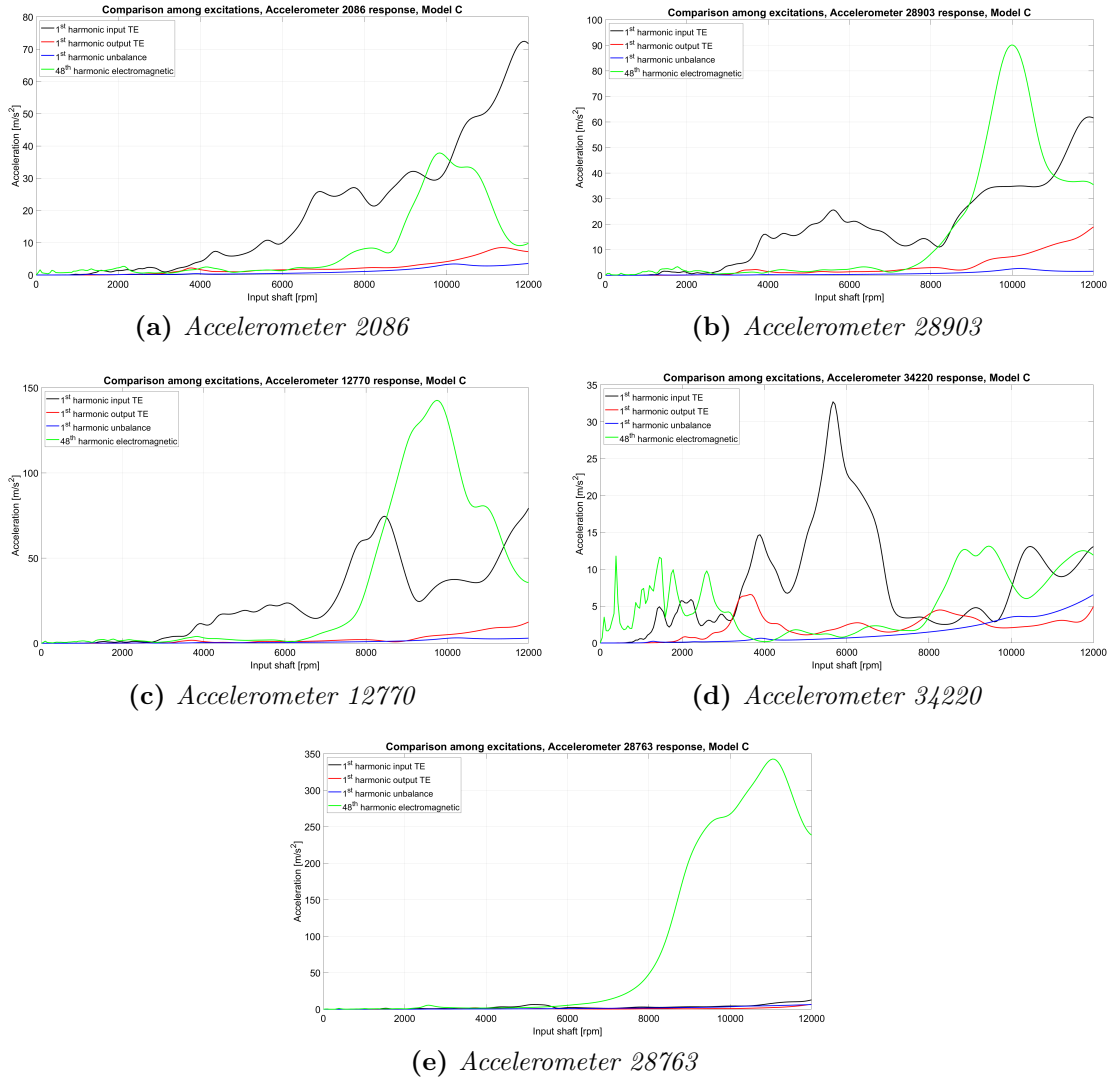 Comparison among excitations, Accelerometer 2086 response, Model C
1st harmonic input TE
1st harmonic output TE
1st harmonic unbalance
48th harmonic electromagnetic
Acceleration [m/s2]
80
70
60
50
40
30
20
10
0
0 2000 4000 6000 8000 10000 12000
Input shaft [rpm]
(a) Accelerometer 2086
Comparison among excitations, Accelerometer 28903 response, Model C
1st harmonic input TE
1st harmonic output TE
1st harmonic unbalance
48th harmonic electromagnetic
Acceleration [m/s2]
100
90
80
70
60
50
40
30
20
10
0
0 2000 4000 6000 8000 10000 12000
Input shaft [rpm]
(b) Accelerometer 28903
Comparison among excitations, Accelerometer 12770 response, Model C
1st harmonic input TE
1st harmonic output TE
1st harmonic unbalance
48th harmonic electromagnetic
Acceleration [m/s2]
150
100
50
0
0 2000 4000 6000 8000 10000 12000
Input shaft [rpm]
(c) Accelerometer 12770
Comparison among excitations, Accelerometer 34220 response, Model C
1st harmonic input TE
1st harmonic output TE
1st harmonic unbalance
48th harmonic electromagnetic
Acceleration [m/s2]
35
30
25
20
15
10
5
0
0 2000 4000 6000 8000 10000 12000
Input shaft [rpm]
(d) Accelerometer 34220
Comparison among excitations, Accelerometer 28763 response, Model C
1st harmonic input TE
1st harmonic output TE
1st harmonic unbalance
48th harmonic electromagnetic
Acceleration [m/s2]
350
300
250
200
150
100
50
0
0 2000 4000 6000 8000 10000 12000
Input shaft [rpm]
(e) Accelerometer 28763